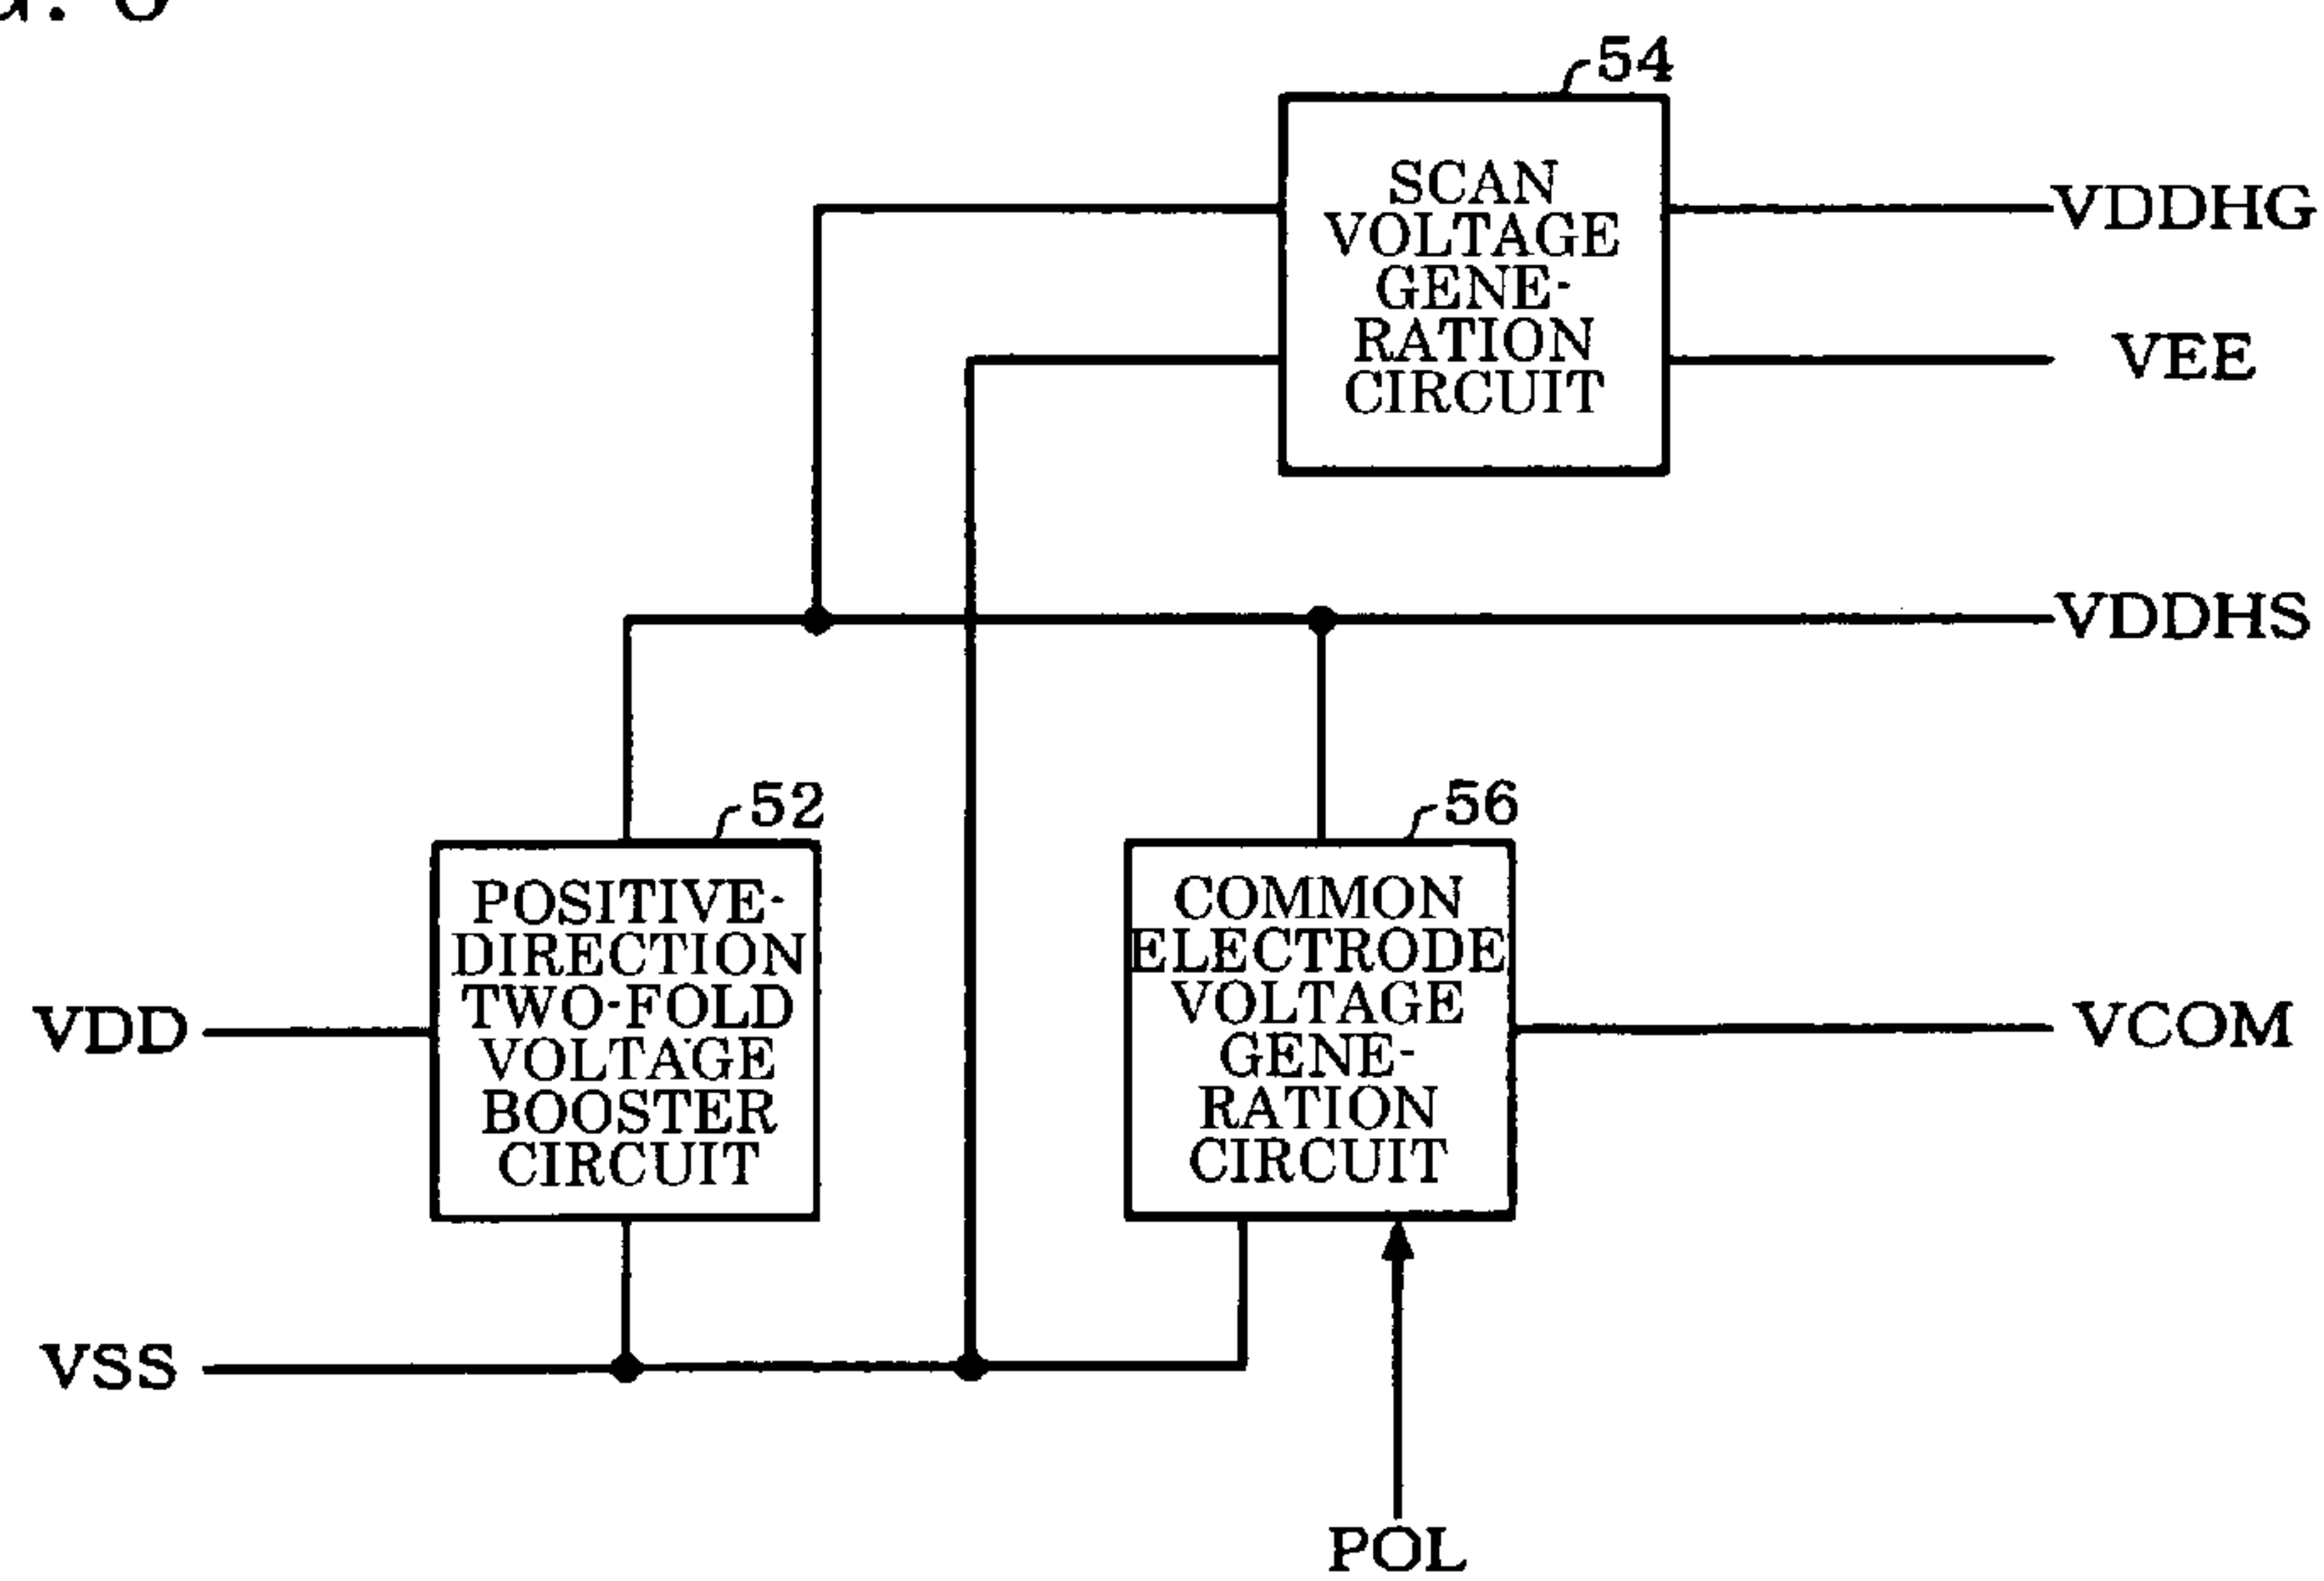 54
SCAN
VOLTAGE
GENE-
RATION
CIRCUIT
VDDHG
VEE
VDDHS
52
POSITIVE-
DIRECTION
TWO-FOLD
VOLTAGE
BOOSTER
CIRCUIT
56
COMMON
ELECTRODE
VOLTAGE
GENE-
RATION
CIRCUIT
VDD
VCOM
VSS
POL